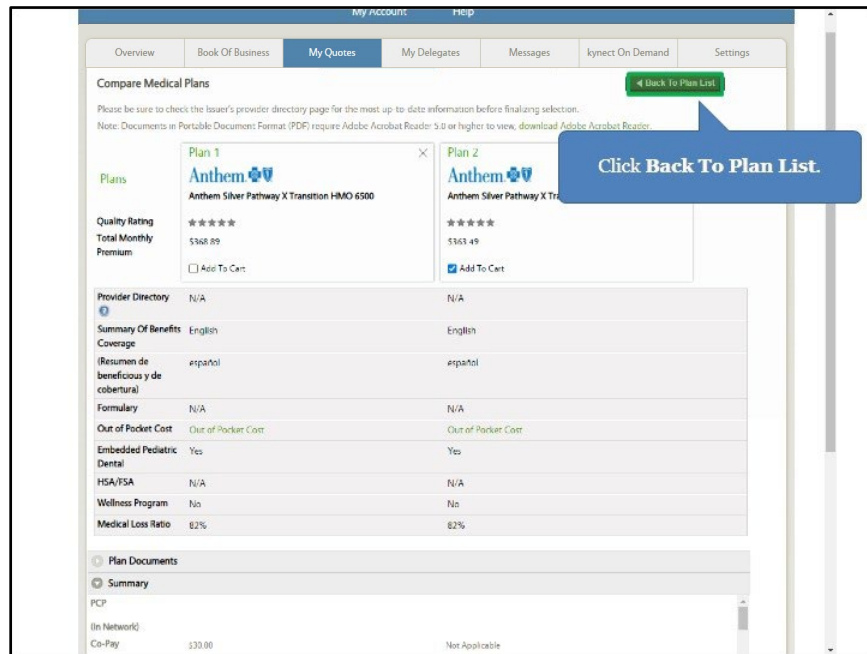 My Account Help
Overview Book Of Business My Quotes My Delegates Messages kynect On Demand Settings
Compare Medical Plans
Back To Plan List
Please be sure to check the Issuer's provider directory page for the most up-to-date information before finalizing selection.
Note: Documents in Portable Document Format (PDF) require Adobe Acrobat Reader 5.0 or higher to view, download Adobe Acrobat Reader.
Click Back To Plan List.
Plans
Plan 1
Anthem
Anthem Silver Pathway X Transition HMO 6500
Plan 2
Anthem
Anthem Silver Pathway X
Quality Rating
Total Monthly Premium $368.89 $363.49
Add To Cart Add To Cart
Provider Directory N/A N/A
Summary Of Benefits Coverage English English
(Resumen de beneficious y de cobertura) español español
Formulary N/A N/A
Out of Pocket Cost Out of Pocket Cost Out of Pocket Cost
Embedded Pediatric Dental Yes Yes
HSA/FSA N/A N/A
Wellness Program No No
Medical Loss Ratio 82% 82%
Plan Documents
Summary
PCP
(In Network)
Co-Pay $30.00 Not Applicable